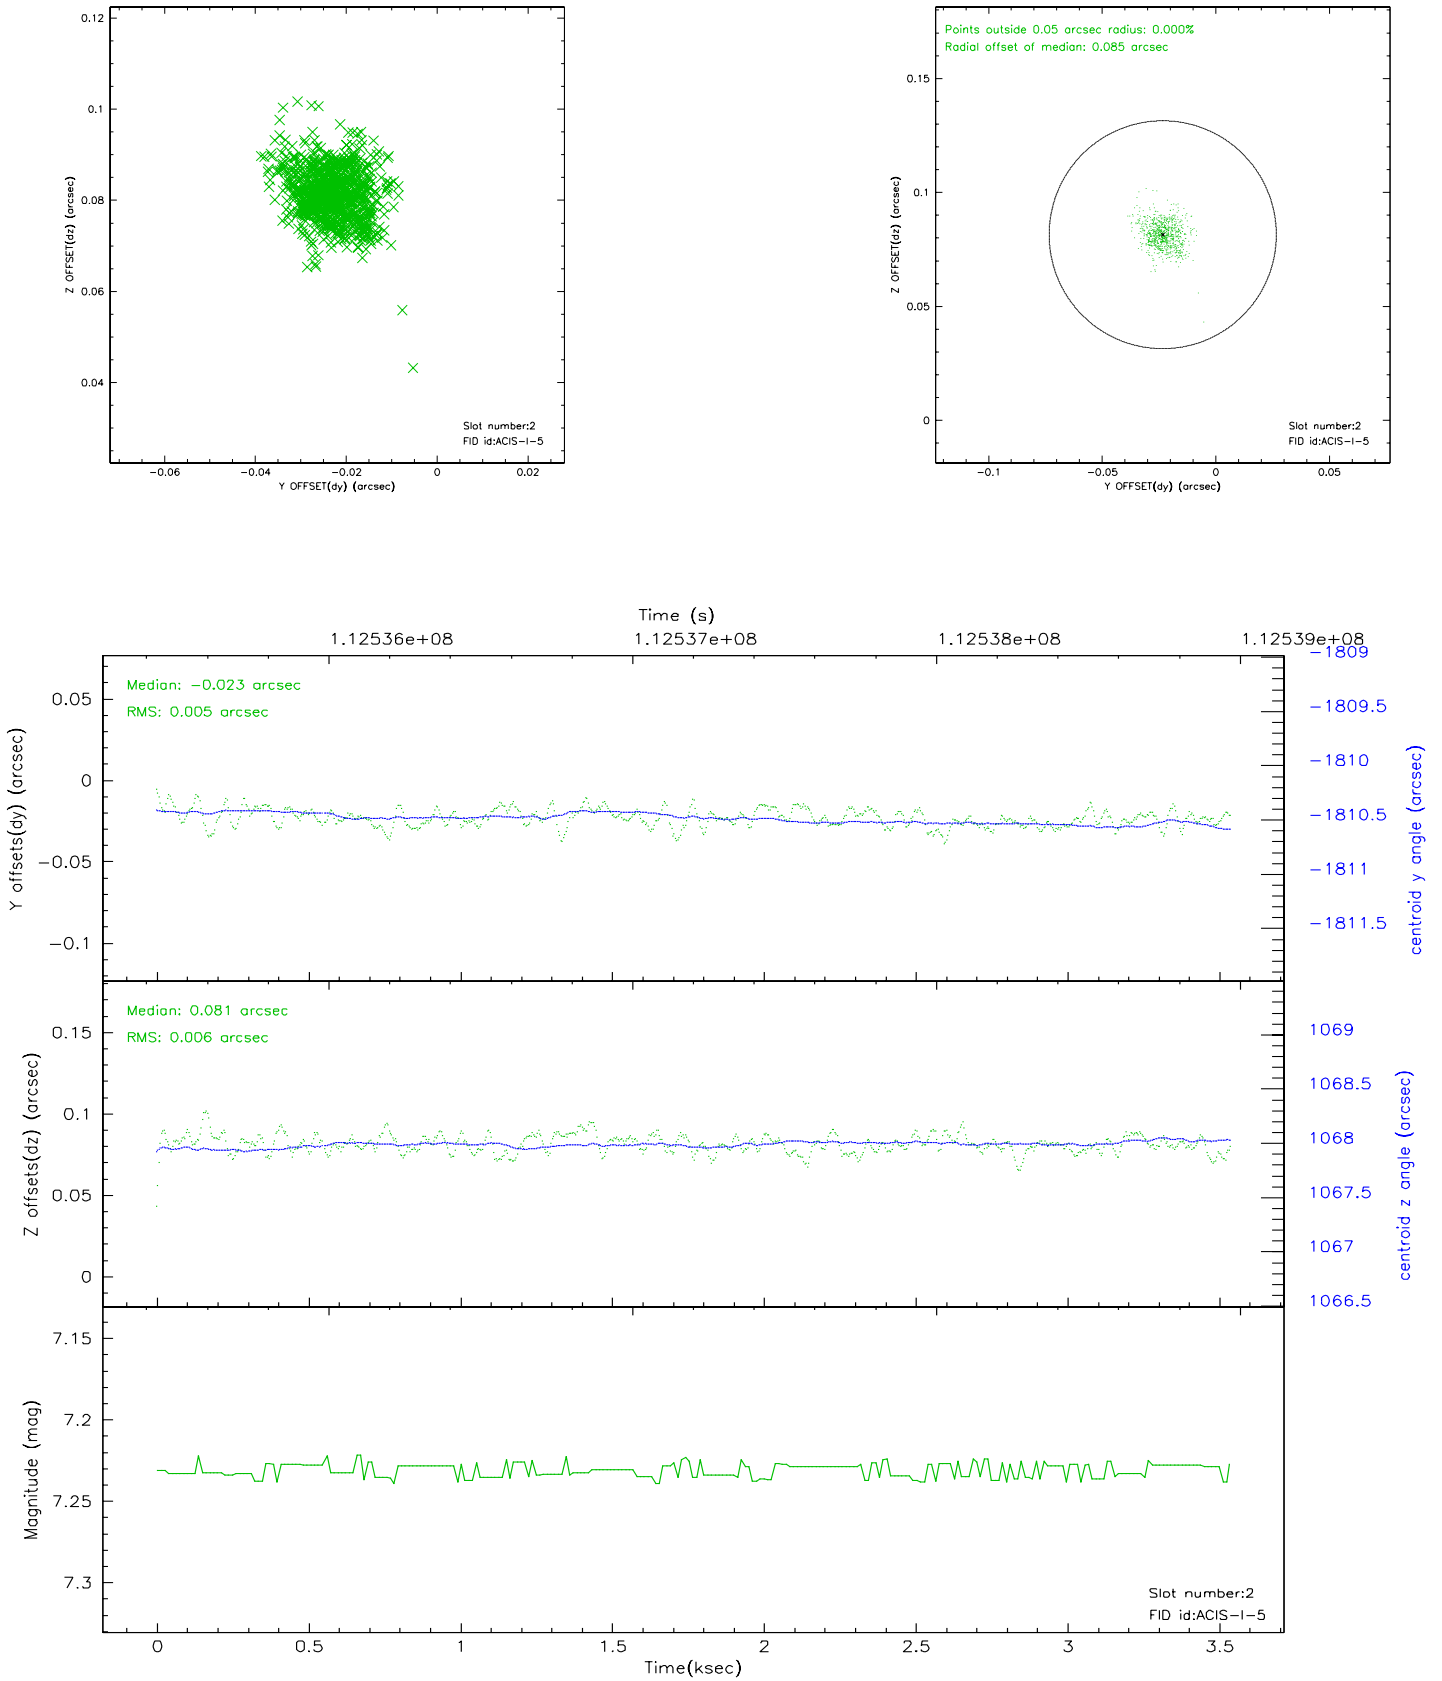 0.12
0.1
0.08
0.06
0.04
Z OFFSET(dz) (arcsec)
Slot number:2
FID id:ACIS-I-5
-0.06 -0.04 -0.02 0 0.02
Y OFFSET(dy) (arcsec)
Points outside 0.05 arcsec radius: 0.000%
Radial offset of median: 0.085 arcsec
0.15
0.1
0.05
0
Z OFFSET(dz) (arcsec)
Slot number:2
FID id:ACIS-I-5
-0.1 -0.05 0 0.05
Y OFFSET(dy) (arcsec)
Time (s)
1.12536e+08 1.12537e+08 1.12538e+08 1.12539e+08
Median: -0.023 arcsec
RMS: 0.005 arcsec
0.05
0
-0.05
-0.1
Y offsets(dy) (arcsec)
-1809
-1809.5
-1810
-1810.5
-1811
-1811.5
centroid y angle (arcsec)
Median: 0.081 arcsec
RMS: 0.006 arcsec
0.15
0.1
0.05
0
Z offsets(dz) (arcsec)
1069
1068.5
1068
1067.5
1067
1066.5
centroid z angle (arcsec)
7.15
7.2
7.25
7.3
Magnitude (mag)
Slot number:2
FID id:ACIS-I-5
0 0.5 1 1.5 2 2.5 3 3.5
Time(ksec)